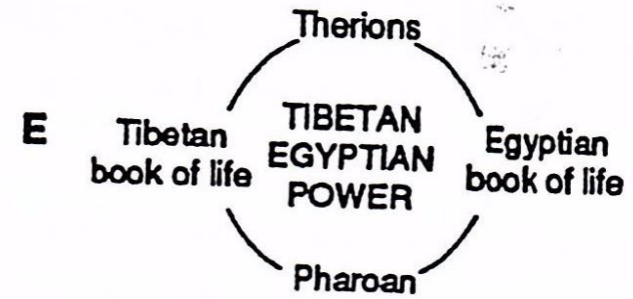 Therions
E
Tibetan
book of life
TIBETAN
EGYPTIAN
POWER
Egyptian
book of life
Pharoan